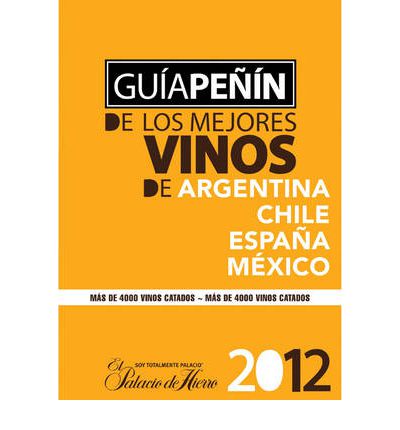 GUÍAPEÑÍN
DE LOS MEJORES
VINOS
DE ARGENTINA
CHILE
ESPAÑA
MÉXICO
MÁS DE 4000 VINOS CATADOS ~ MÁS DE 4000 VINOS CATADOS
SOY TOTALMENTE PALACIO
El
Palacio de Hierro
2012